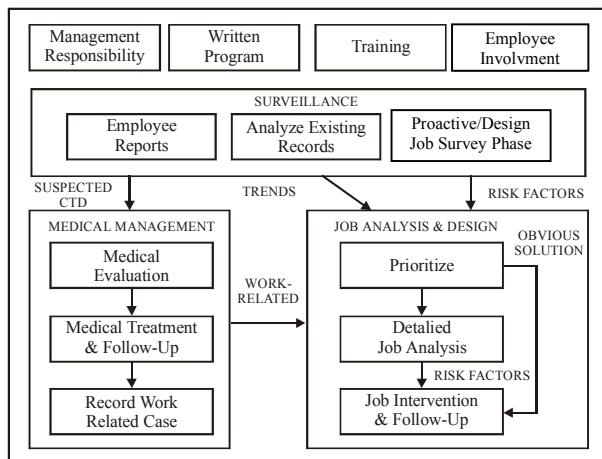 Management
Responsibility
Written
Program
Training
Employee
Involvment
SURVEILLANCE
Employee
Reports
Analyze Existing
Records
Proactive/Design
Job Survey Phase
SUSPECTED
CTD
TRENDS
RISK FACTORS
MEDICAL MANAGEMENT
Medical
Evaluation
Medical Treatment
& Follow-Up
Record Work
Related Case
WORK-
RELATED
JOB ANALYSIS & DESIGN
OBVIOUS
SOLUTION
Prioritize
Detalied
Job Analysis
RISK FACTORS
Job Intervention
& Follow-Up